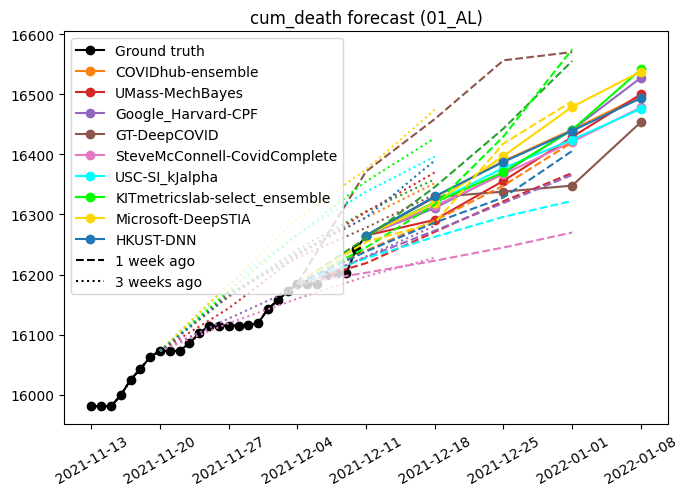 cum_death forecast (01_AL)
16600
16500
16400
16300
16200
16100
16000
Ground truth
COVIDhub-ensemble
UMass-MechBayes
Google_Harvard-CPF
GT-DeepCOVID
SteveMcConnell-CovidComplete
USC-SI_kJalpha
KITmetricslab-select_ensemble
Microsoft-DeepSTIA
HKUST-DNN
1 week ago
3 weeks ago
2021-11-13
2021-11-20
2021-11-27
2021-12-04
2021-12-11
2021-12-18
2021-12-25
2022-01-01
2022-01-08